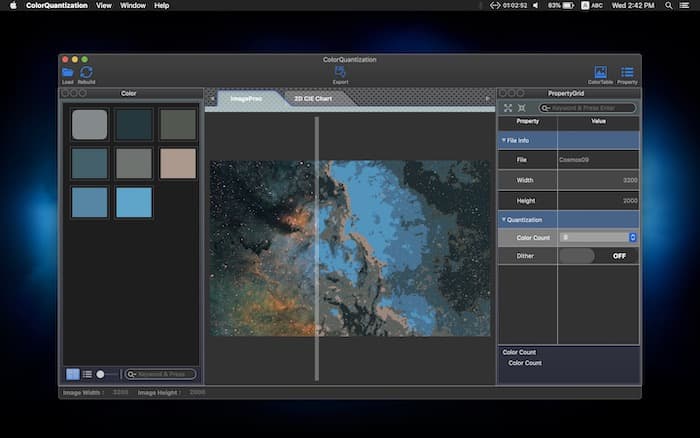 ColorQuantization View Window Help
01:02:52 83% A ABC Wed 2:42 PM
ColorQuantization
Load Rebuild Export ColorTable Property
Color
ImageProc 2D CIE Chart
PropertyGrid
Keyword & Press Enter
Property Value
File Info
File Cosmos09
Width 3200
Height 2000
Quantization
Color Count 8
Dither OFF
Color Count
Color Count
Keyword & Press
Image Width : 3200 Image Height : 2000